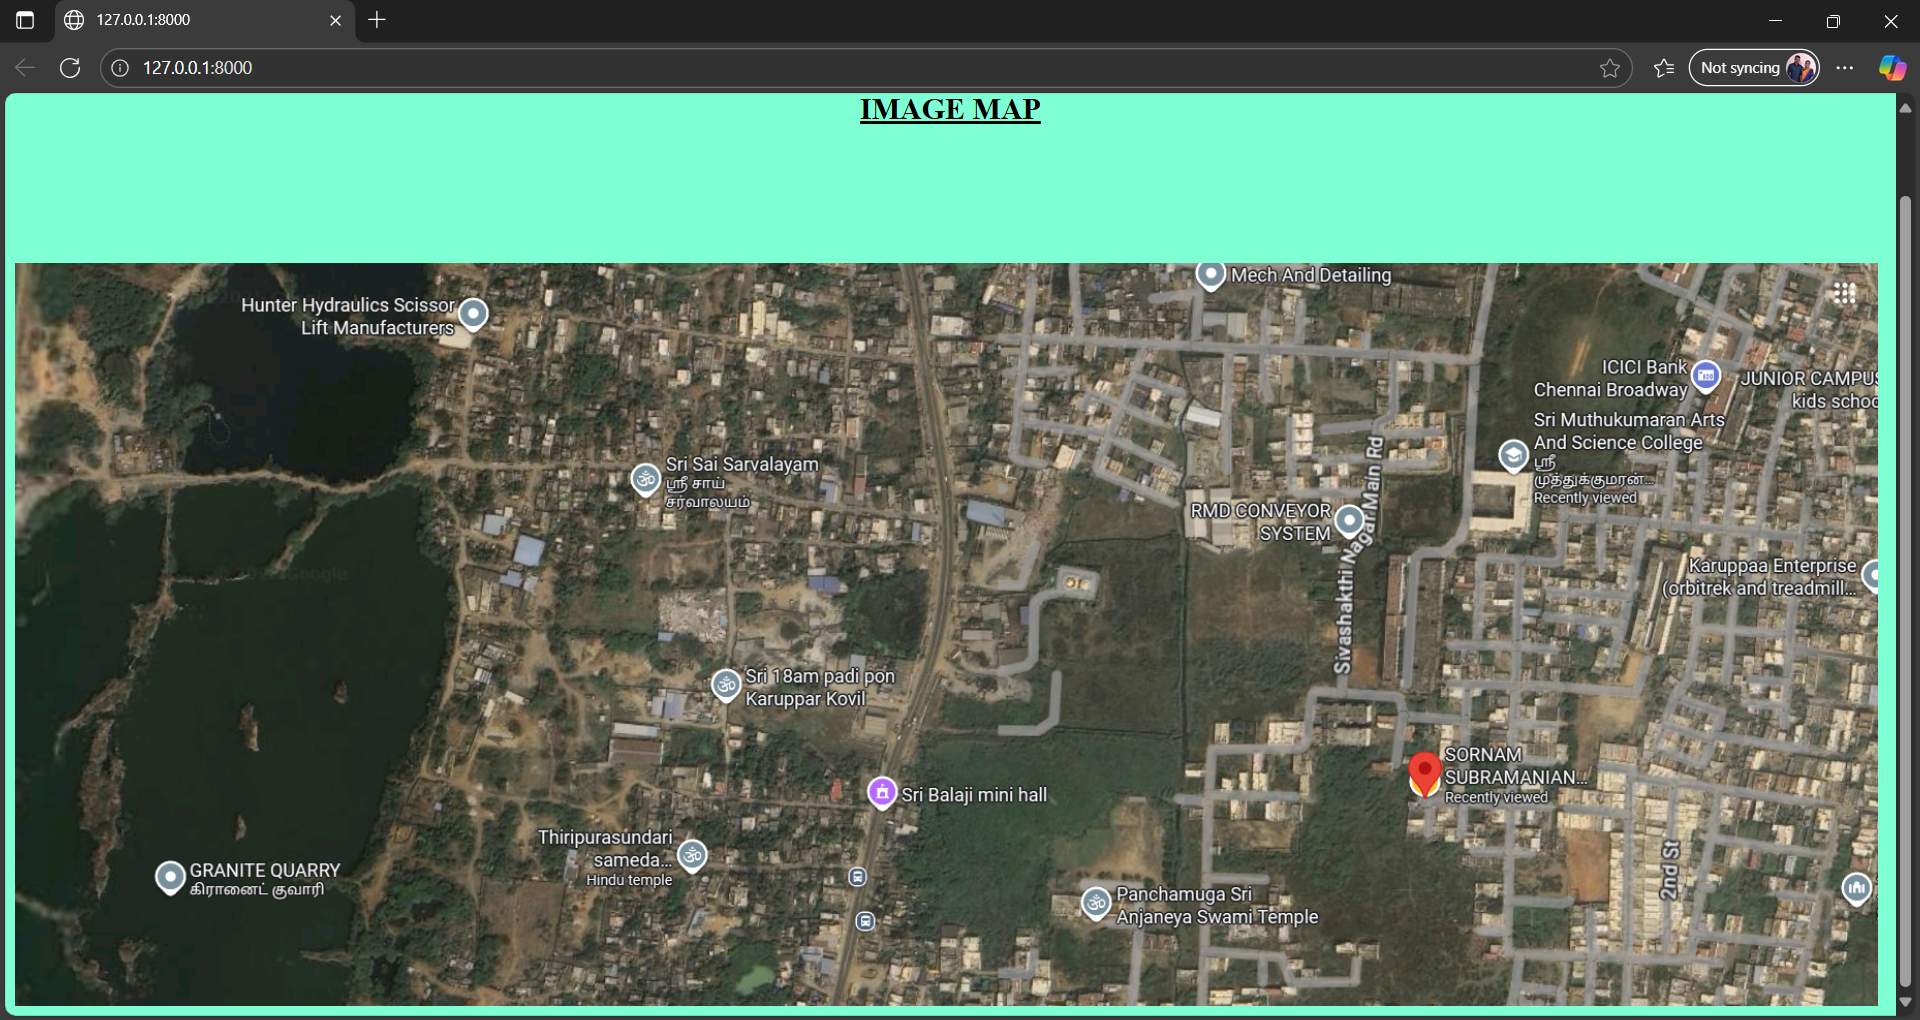 127.0.0.1:8000
127.0.0.1:8000
Not syncing
IMAGE MAP
Mech And Detailing
Hunter Hydraulics Scissor
Lift Manufacturers
ICICI Bank
Chennai Broadway
JUNIOR CAMPUS
kids schoo
Sri Muthukumaran Arts
And Science College
ஸ்ரீ
முத்துக்குமரன்...
Recently viewed
Sri Sai Sarvalayam
ஸ்ரீ சாய்
சர்வாலயம்
RMD CONVEYOR
SYSTEM
Sivashakthi Nagar Main Rd
Karuppaa Enterprise
(orbitrek and treadmill...
Google
Sri 18am padi pon
Karuppar Kovil
SORNAM
SUBRAMANIAN...
Recently viewed
Sri Balaji mini hall
Thiripurasundari
sameda...
Hindu temple
GRANITE QUARRY
கிரானைட் குவாரி
2nd St
Panchamuga Sri
Anjaneya Swami Temple